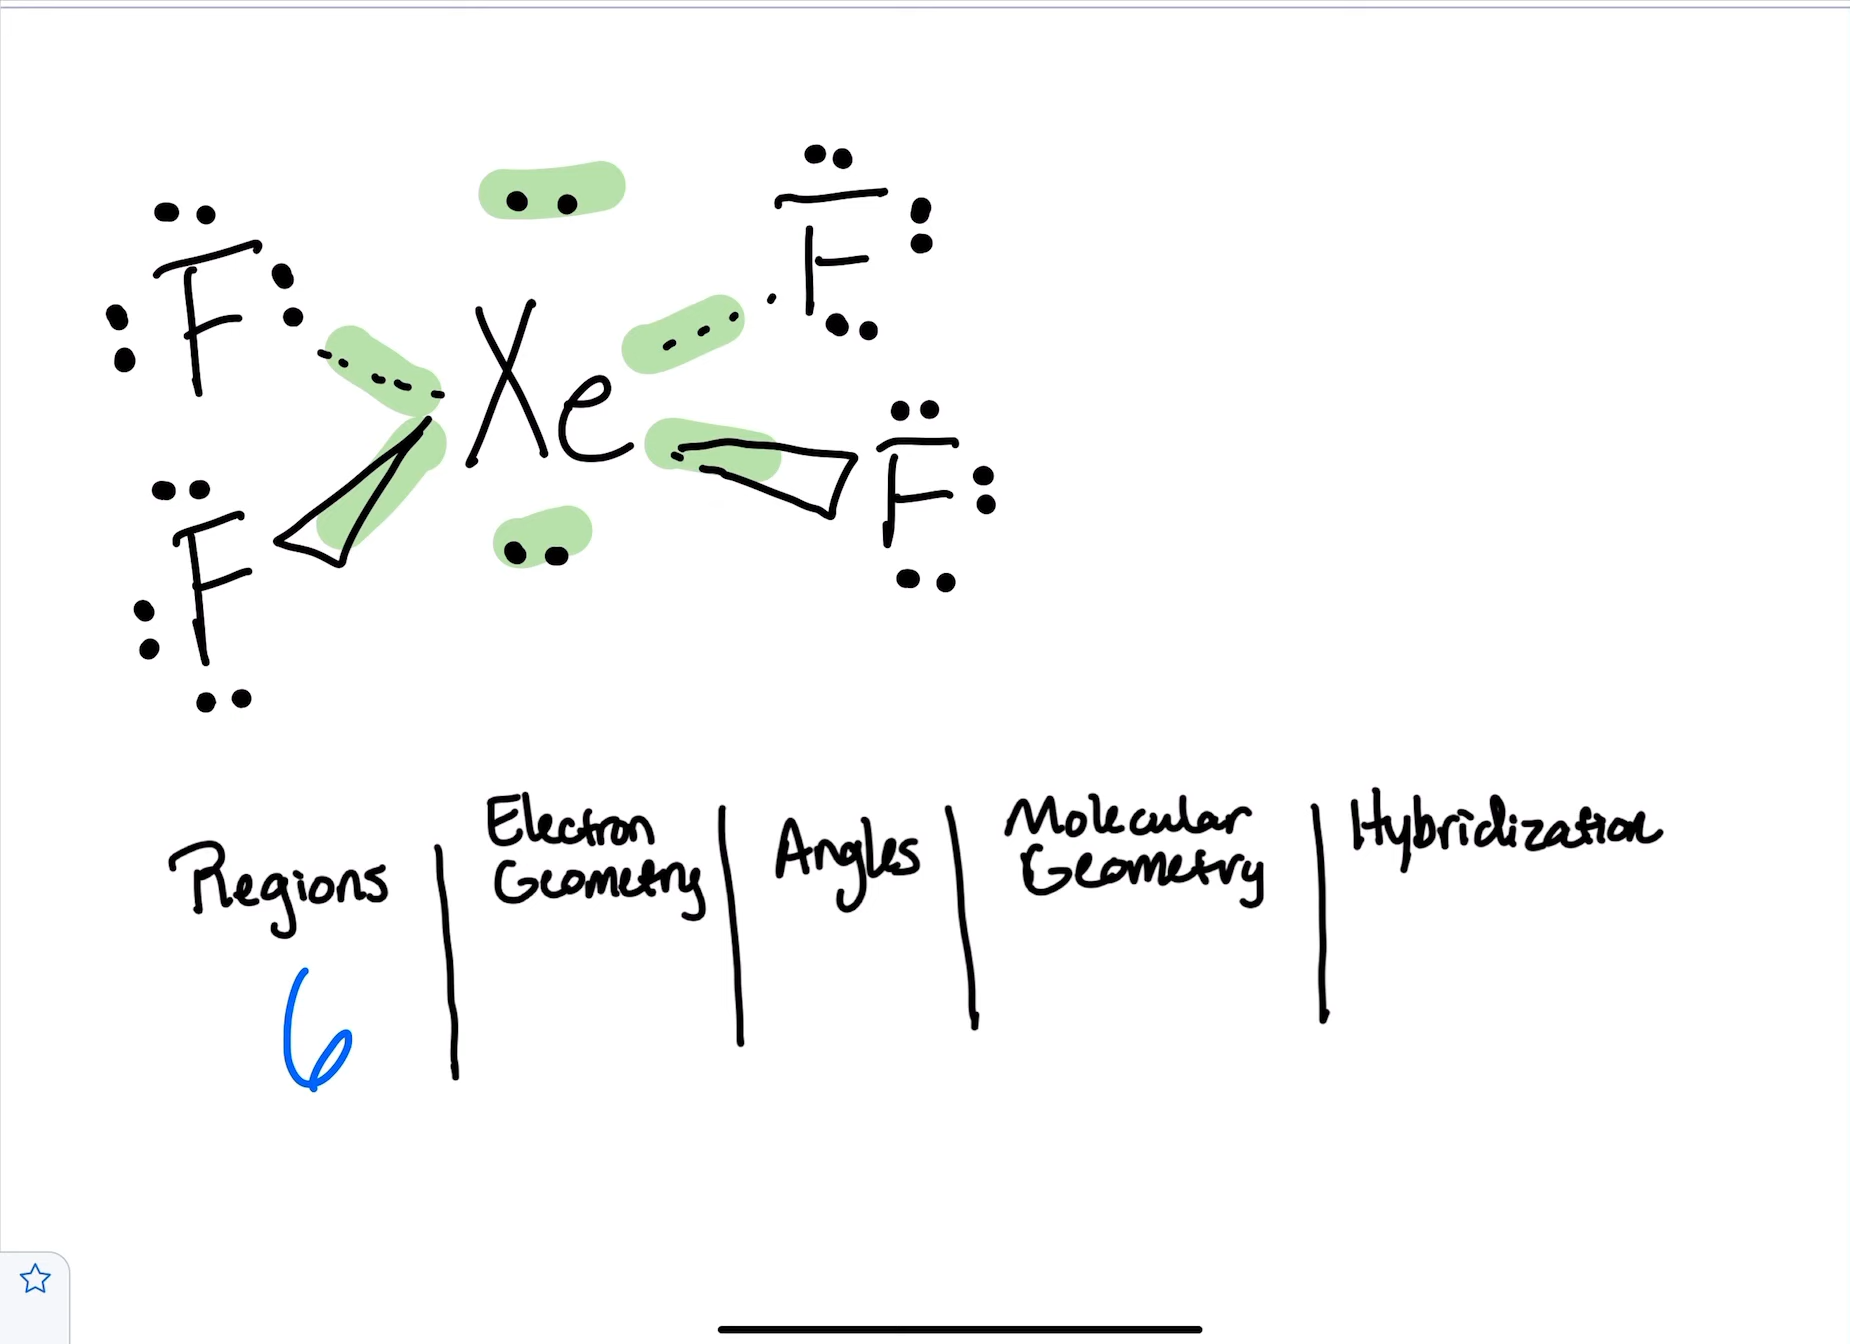 F
F
Xe
F
F
Regions
Electron
Geometry
Angles
Molecular
Geometry
Hybridization
6